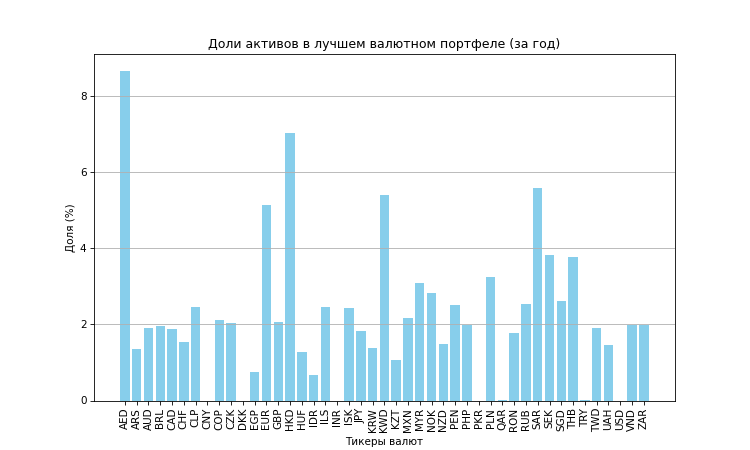 Доли активов в лучшем валютном портфеле (за год)
Доля (%)
8
6
4
2
0
AED ARS AUD BRL CAD CHF CLP CNY COP CZK DKK EGP EUR GBP HKD HUF IDR ILS INR ISK JPY KRW KWD KZT MXN MYR NOK NZD PEN PHP PKR PLN QAR RON RUB SAR SEK SGD THB TRY TWD UAH USD VND ZAR
Тикеры валют